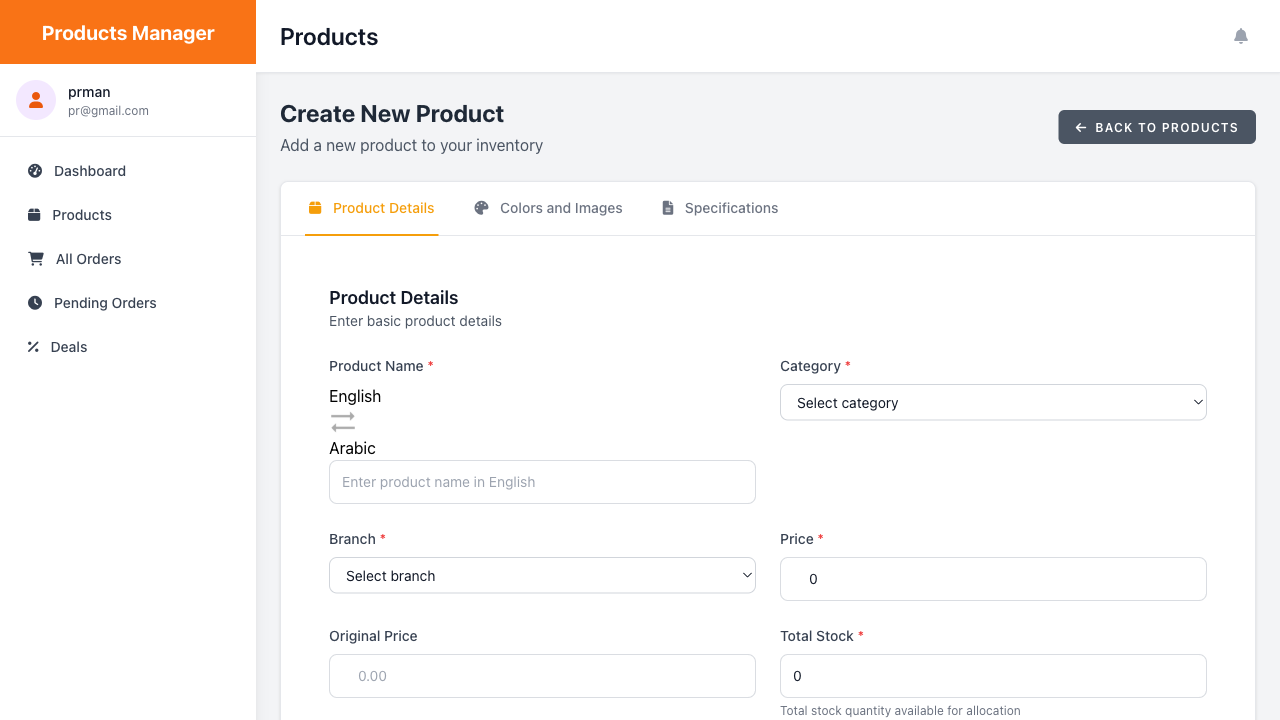 Products Manager
prman
pr@gmail.com
Dashboard
Products
All Orders
Pending Orders
Deals
Products
Create New Product
Add a new product to your inventory
BACK TO PRODUCTS
Product Details
Colors and Images
Specifications
Product Details
Enter basic product details
Product Name *
English
Arabic
Enter product name in English
Category *
Select category
Branch *
Select branch
Price *
0
Original Price
0.00
Total Stock *
0
Total stock quantity available for allocation